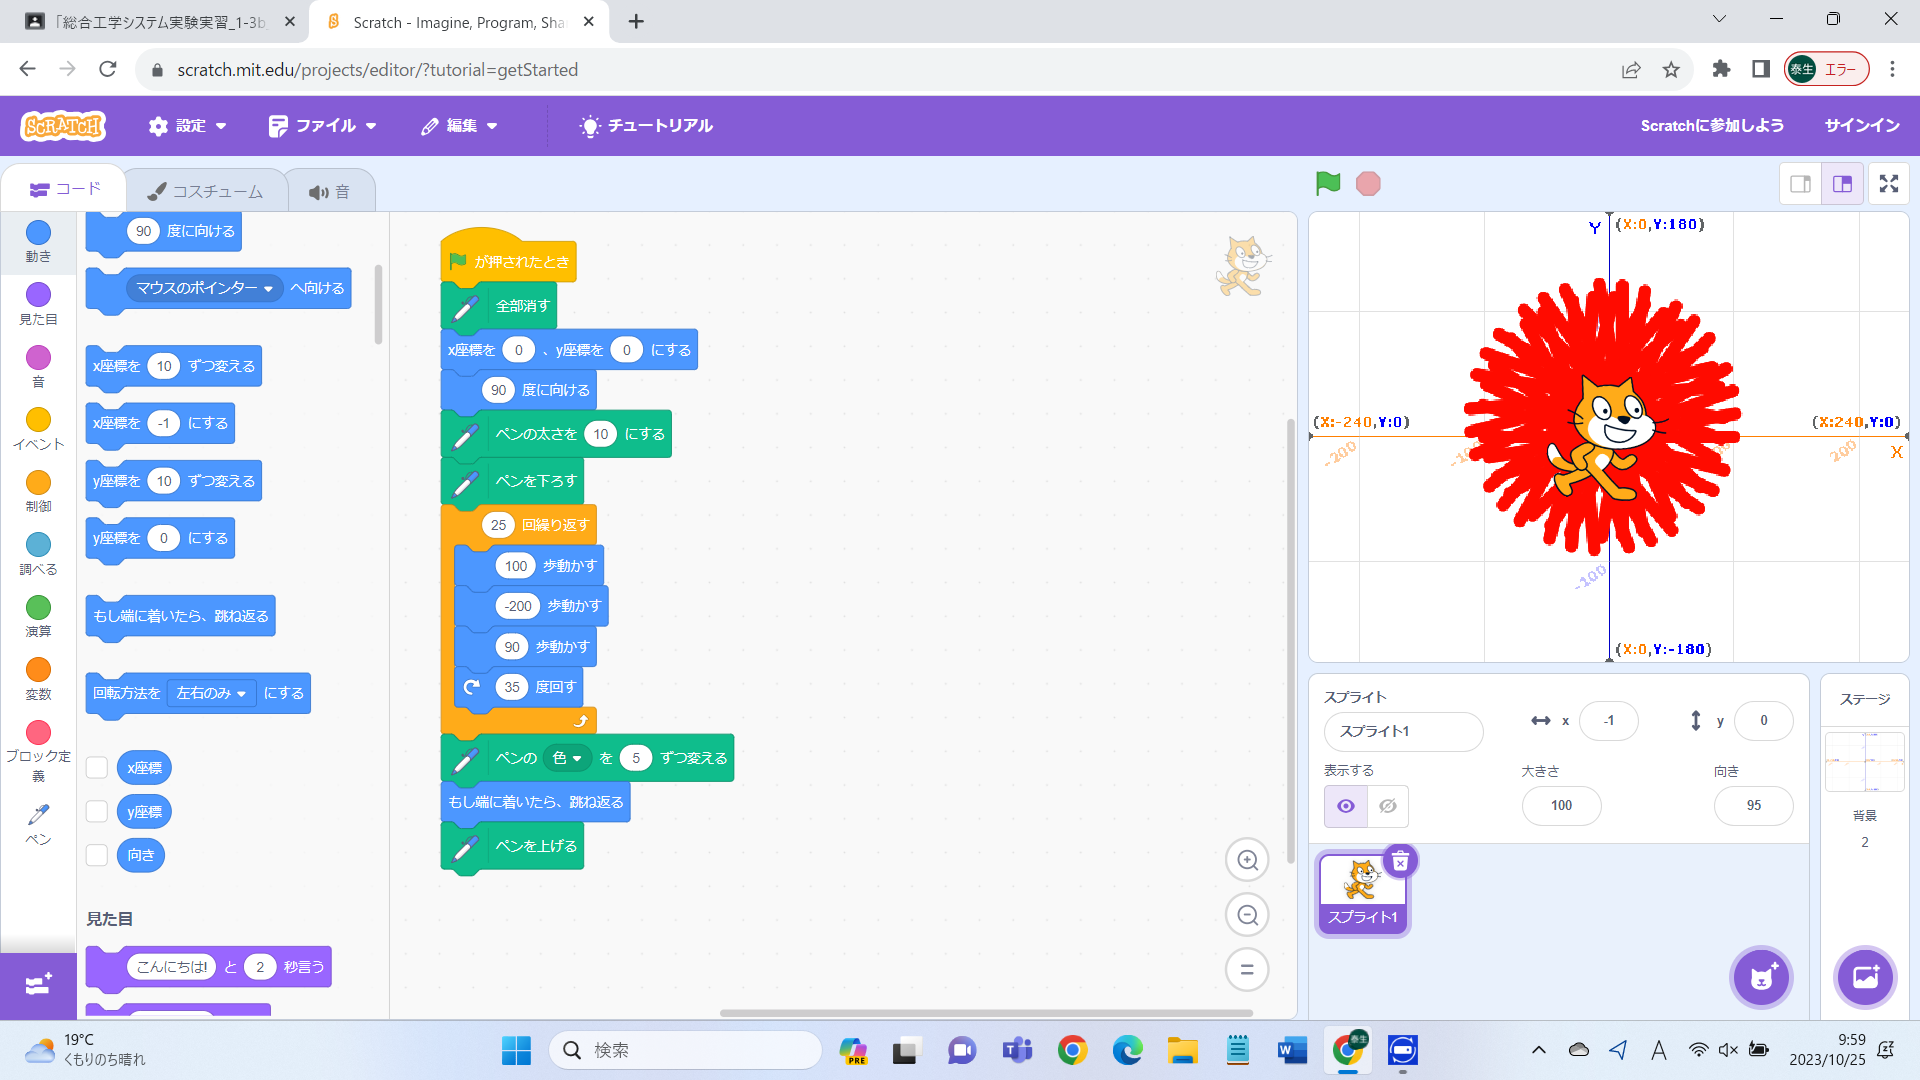 「総合工学システム実験実習_1-3b
Scratch - Imagine, Program, Sha
scratch.mit.edu/projects/editor/?tutorial=getStarted
泰生 エラー
SCRATCH 設定 ファイル 編集 チュートリアル Scratchに参加しよう サインイン
コード コスチューム 音
動き
見た目
音
イベント
制御
調べる
演算
変数
ブロック定義
ペン
90 度に向ける
マウスのポインター へ向ける
x座標を 10 ずつ変える
x座標を -1 にする
y座標を 10 ずつ変える
y座標を 0 にする
もし端に着いたら、跳ね返る
回転方法を 左右のみ にする
x座標
y座標
向き
見た目
こんにちは! と 2 秒言う
が押されたとき
全部消す
x座標を 0 、y座標を 0 にする
90 度に向ける
ペンの太さを 10 にする
ペンを下ろす
25 回繰り返す
100 歩動かす
-200 歩動かす
90 歩動かす
35 度回す
ペンの 色 を 5 ずつ変える
もし端に着いたら、跳ね返る
ペンを上げる
Y (X:0,Y:180)
(X:-240,Y:0) (X:240,Y:0)
-200 200 X
-100
(X:0,Y:-180)
スプライト
スプライト1 x -1 y 0
表示する 大きさ 100 向き 95
スプライト1
ステージ
背景
2
19°C
くもりのち晴れ
検索
PRE
泰生
A
9:59
2023/10/25